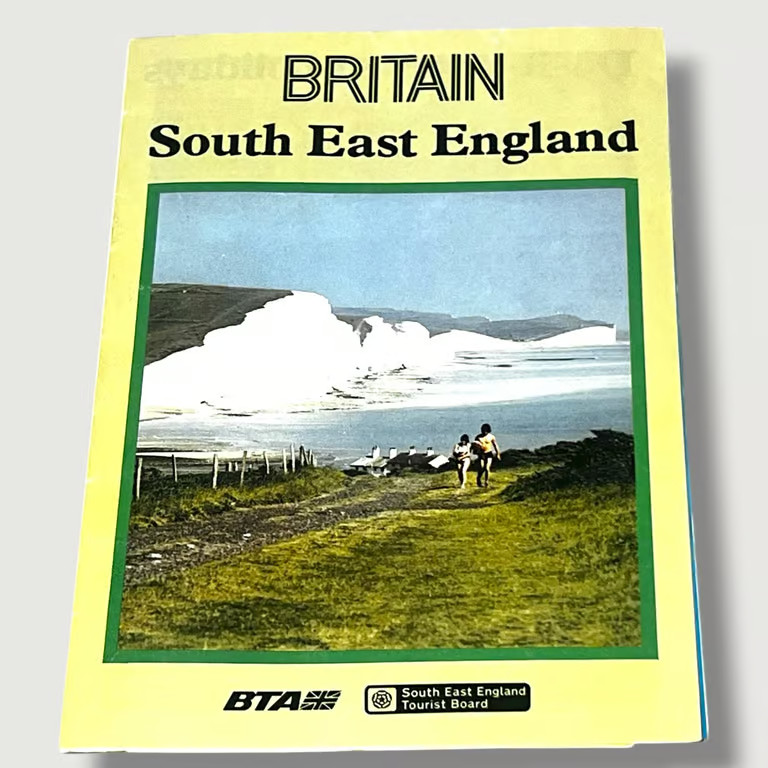 BRITAIN
South East England
BTA
South East England
Tourist Board